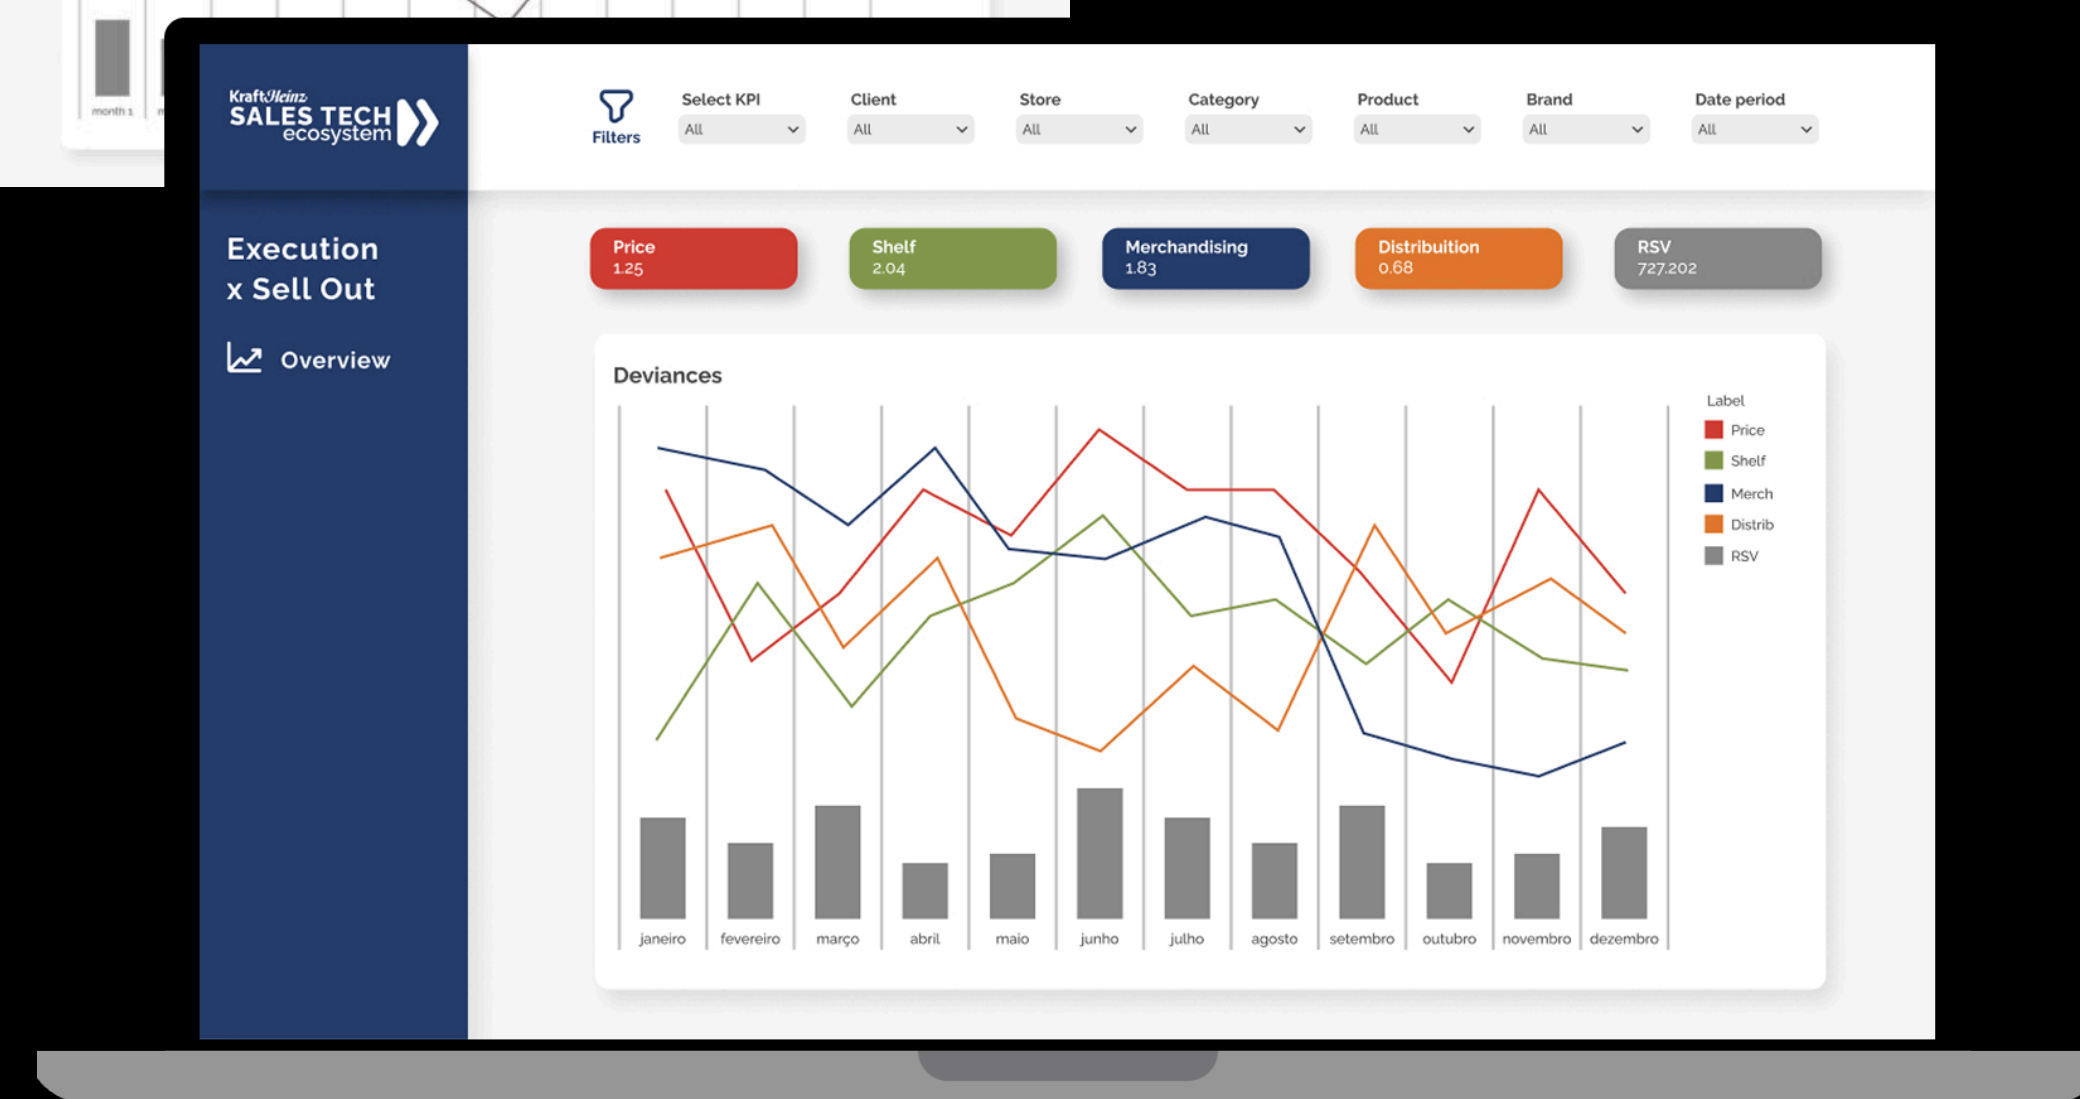 month 1
KraftHeinz
SALES TECH
ecosystem
Filters
Select KPI
All
Client
All
Store
All
Category
All
Product
All
Brand
All
Date period
All
Execution
x Sell Out
Overview
Price
1.25
Shelf
2.04
Merchandising
1.83
Distribuition
0.68
RSV
727.202
Deviances
Label
Price
Shelf
Merch
Distrib
RSV
janeiro
fevereiro
março
abril
maio
junho
julho
agosto
setembro
outubro
novembro
dezembro